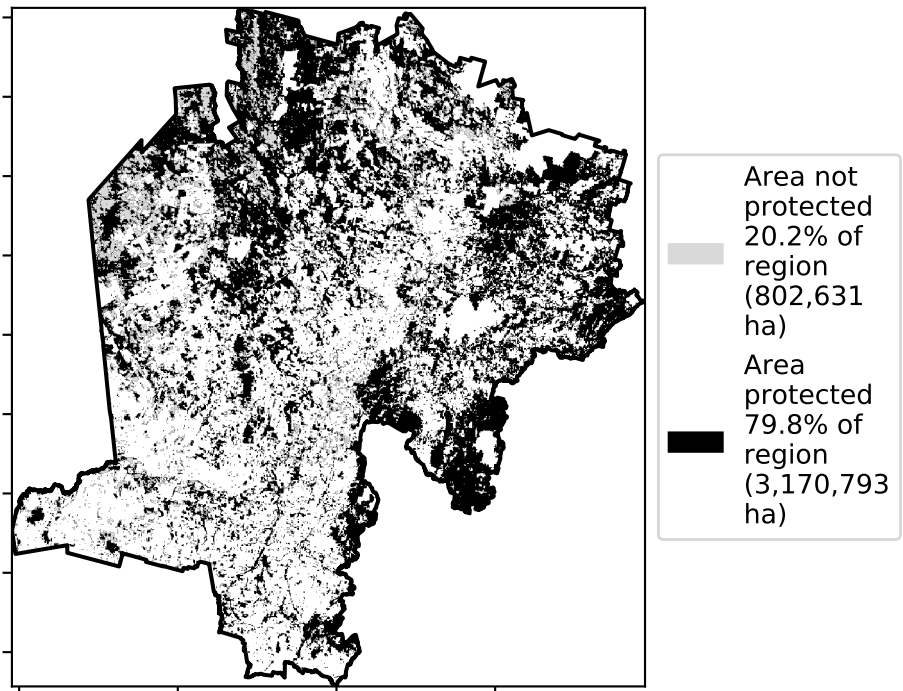 Area not
protected
20.2% of
region
(802,631
ha)
Area
protected
79.8% of
region
(3,170,793
ha)